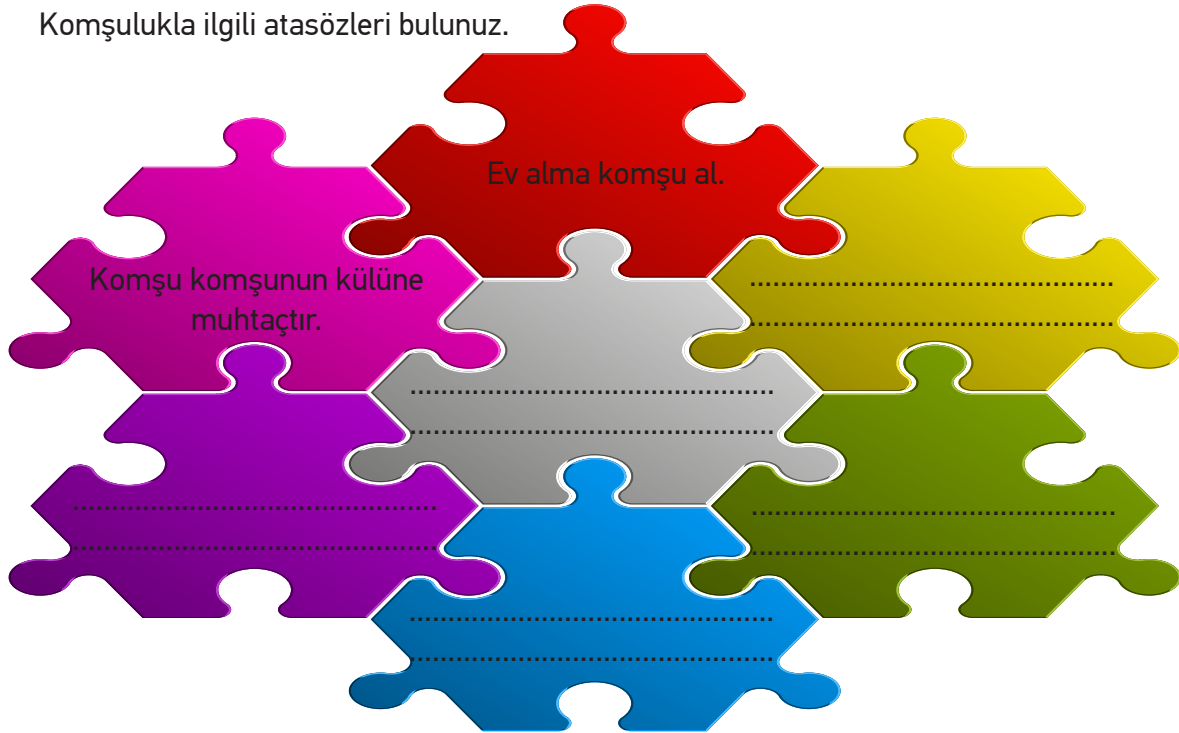 Komşulukla ilgili atasözleri bulunuz.
Ev alma komşu al.
Komşu komşunun külüne
muhtaçtır.
................................................................
................................................................
................................................................
................................................................
................................................................
................................................................
................................................................
................................................................
................................................................
................................................................